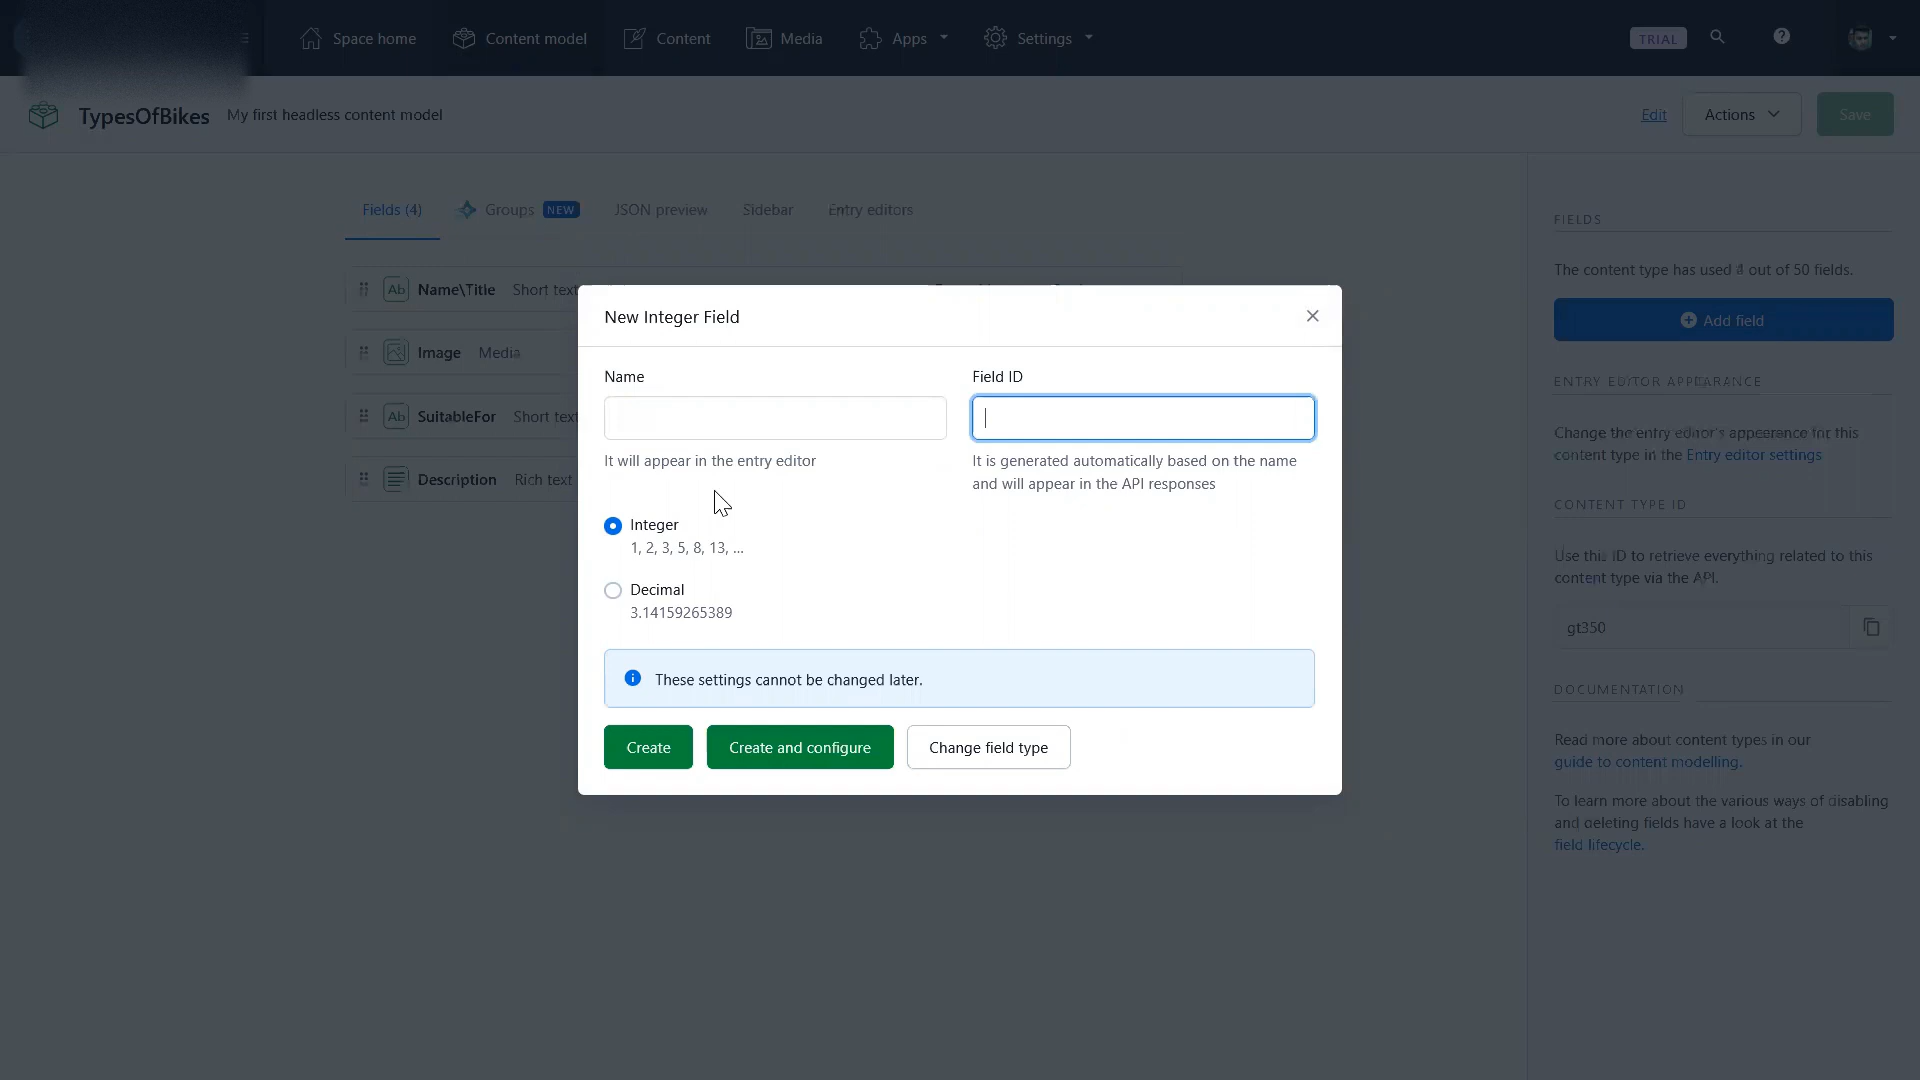 Space home
Content model
Content
Media
Apps
Settings
TRIAL
TypesOfBikes
My first headless content model
Edit
Actions
Save
Fields (4)
Groups
NEW
JSON preview
Sidebar
Entry editors
Ab
Name\Title
Short text
Image
Media
Ab
SuitableFor
Short text
Description
Rich text
New Integer Field
Name
It will appear in the entry editor
Field ID
It is generated automatically based on the name
and will appear in the API responses
Integer
1, 2, 3, 5, 8, 13, ...
Decimal
3.14159265389
These settings cannot be changed later.
Create
Create and configure
Change field type
FIELDS
The content type has used 4 out of 50 fields.
Add field
ENTRY EDITOR APPEARANCE
Change the entry editor's appearance for this
content type in the Entry editor settings
CONTENT TYPE ID
Use this ID to retrieve everything related to this
content type via the API.
gt350
DOCUMENTATION
Read more about content types in our
guide to content modelling.
To learn more about the various ways of disabling
and deleting fields have a look at the
field lifecycle.